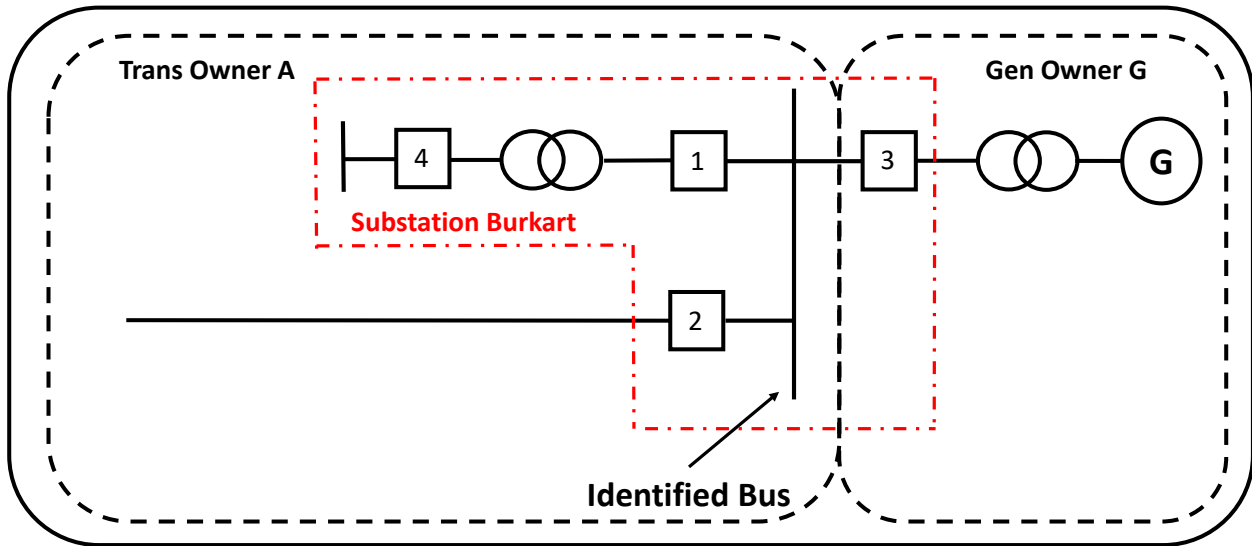 Trans Owner A
Gen Owner G
4
1
3
G
Substation Burkart
2
Identified Bus